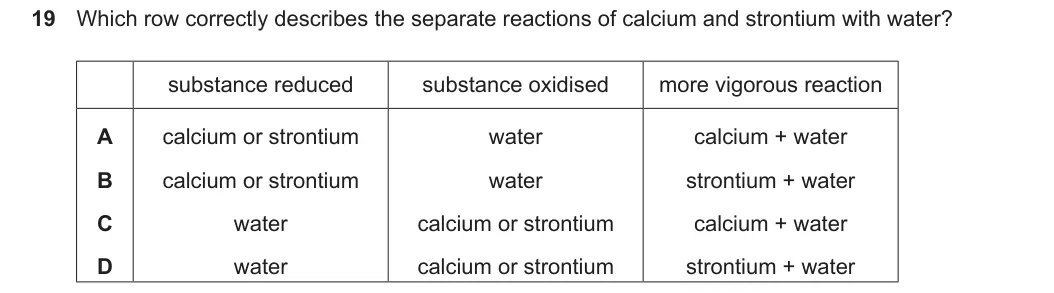 19 Which row correctly describes the separate reactions of calcium and strontium with water?
substance reduced substance oxidised more vigorous reaction
A calcium or strontium water calcium + water
B calcium or strontium water strontium + water
C water calcium or strontium calcium + water
D water calcium or strontium strontium + water